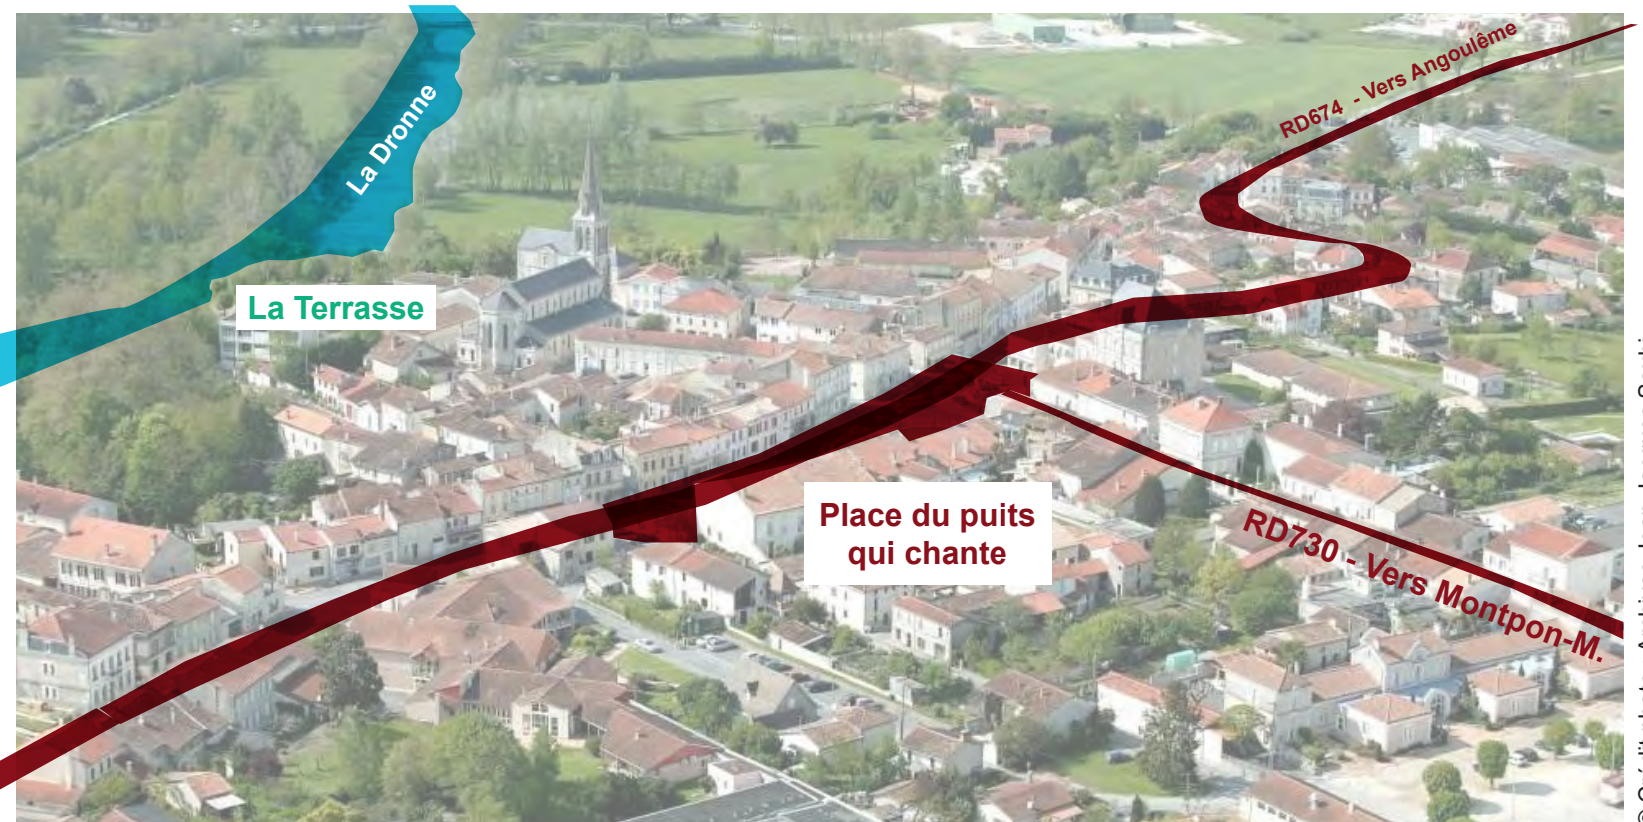 La Dronne
RD674 - Vers Angoulême
La Terrasse
Place du puits
qui chante
RD730 - Vers Montpon-M.